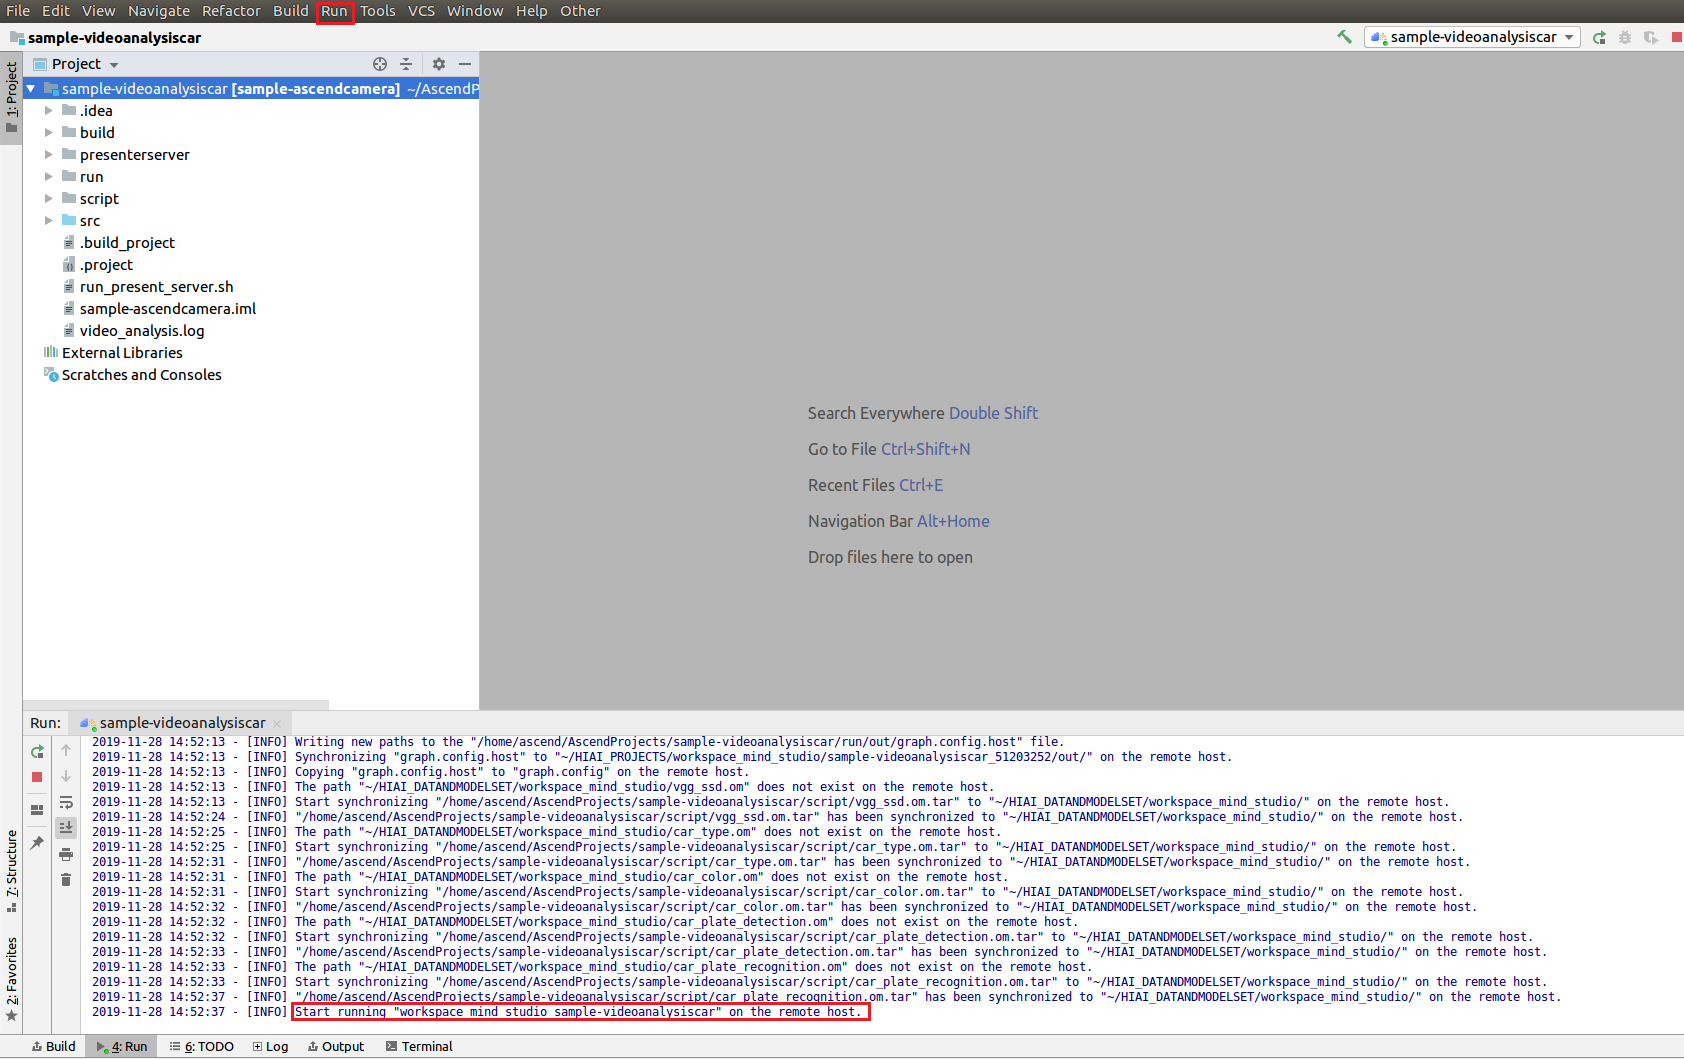 File Edit View Navigate Refactor Build Run Tools VCS Window Help Other
sample-videoanalysiscar
sample-videoanalysiscar
1: Project
Project
sample-videoanalysiscar [sample-ascendcamera] ~/AscendP
.idea
build
presenterserver
run
script
src
.build_project
.project
run_present_server.sh
sample-ascendcamera.iml
video_analysis.log
External Libraries
Scratches and Consoles
Search Everywhere Double Shift
Go to File Ctrl+Shift+N
Recent Files Ctrl+E
Navigation Bar Alt+Home
Drop files here to open
Run: sample-videoanalysiscar
2019-11-28 14:52:13 - [INFO] Writing new paths to the "/home/ascend/AscendProjects/sample-videoanalysiscar/run/out/graph.config.host" file.
2019-11-28 14:52:13 - [INFO] Synchronizing "graph.config.host" to "~/HIAI_PROJECTS/workspace_mind_studio/sample-videoanalysiscar_51203252/out/" on the remote host.
2019-11-28 14:52:13 - [INFO] Copying "graph.config.host" to "graph.config" on the remote host.
2019-11-28 14:52:13 - [INFO] The path "~/HIAI_DATANDMODELSET/workspace_mind_studio/vgg_ssd.om" does not exist on the remote host.
2019-11-28 14:52:13 - [INFO] Start synchronizing "/home/ascend/AscendProjects/sample-videoanalysiscar/script/vgg_ssd.om.tar" to "~/HIAI_DATANDMODELSET/workspace_mind_studio/" on the remote host.
2019-11-28 14:52:24 - [INFO] "/home/ascend/AscendProjects/sample-videoanalysiscar/script/vgg_ssd.om.tar" has been synchronized to "~/HIAI_DATANDMODELSET/workspace_mind_studio/" on the remote host.
2019-11-28 14:52:25 - [INFO] The path "~/HIAI_DATANDMODELSET/workspace_mind_studio/car_type.om" does not exist on the remote host.
2019-11-28 14:52:25 - [INFO] Start synchronizing "/home/ascend/AscendProjects/sample-videoanalysiscar/script/car_type.om.tar" to "~/HIAI_DATANDMODELSET/workspace_mind_studio/" on the remote host.
2019-11-28 14:52:31 - [INFO] "/home/ascend/AscendProjects/sample-videoanalysiscar/script/car_type.om.tar" has been synchronized to "~/HIAI_DATANDMODELSET/workspace_mind_studio/" on the remote host.
2019-11-28 14:52:31 - [INFO] The path "~/HIAI_DATANDMODELSET/workspace_mind_studio/car_color.om" does not exist on the remote host.
2019-11-28 14:52:31 - [INFO] Start synchronizing "/home/ascend/AscendProjects/sample-videoanalysiscar/script/car_color.om.tar" to "~/HIAI_DATANDMODELSET/workspace_mind_studio/" on the remote host.
2019-11-28 14:52:32 - [INFO] "/home/ascend/AscendProjects/sample-videoanalysiscar/script/car_color.om.tar" has been synchronized to "~/HIAI_DATANDMODELSET/workspace_mind_studio/" on the remote host.
2019-11-28 14:52:32 - [INFO] The path "~/HIAI_DATANDMODELSET/workspace_mind_studio/car_plate_detection.om" does not exist on the remote host.
2019-11-28 14:52:32 - [INFO] Start synchronizing "/home/ascend/AscendProjects/sample-videoanalysiscar/script/car_plate_detection.om.tar" to "~/HIAI_DATANDMODELSET/workspace_mind_studio/" on the remote host.
2019-11-28 14:52:33 - [INFO] "/home/ascend/AscendProjects/sample-videoanalysiscar/script/car_plate_detection.om.tar" has been synchronized to "~/HIAI_DATANDMODELSET/workspace_mind_studio/" on the remote host.
2019-11-28 14:52:33 - [INFO] The path "~/HIAI_DATANDMODELSET/workspace_mind_studio/car_plate_recognition.om" does not exist on the remote host.
2019-11-28 14:52:33 - [INFO] Start synchronizing "/home/ascend/AscendProjects/sample-videoanalysiscar/script/car_plate_recognition.om.tar" to "~/HIAI_DATANDMODELSET/workspace_mind_studio/" on the remote host.
2019-11-28 14:52:37 - [INFO] "/home/ascend/AscendProjects/sample-videoanalysiscar/script/car_plate_recognition.om.tar" has been synchronized to "~/HIAI_DATANDMODELSET/workspace_mind_studio/" on the remote host.
2019-11-28 14:52:37 - [INFO] Start running "workspace_mind_studio_sample-videoanalysiscar" on the remote host.
7: Structure
2: Favorites
Build 4: Run 6: TODO Log Output Terminal